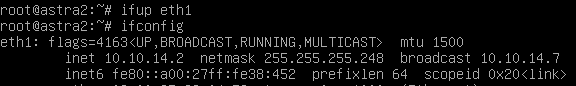 root@astra2:~# ifup eth1
root@astra2:~# ifconfig
eth1: flags=4163<UP,BROADCAST,RUNNING,MULTICAST>  mtu 1500
        inet 10.10.14.2  netmask 255.255.255.248  broadcast 10.10.14.7
        inet6 fe80::a00:27ff:fe38:452  prefixlen 64  scopeid 0x20<link>